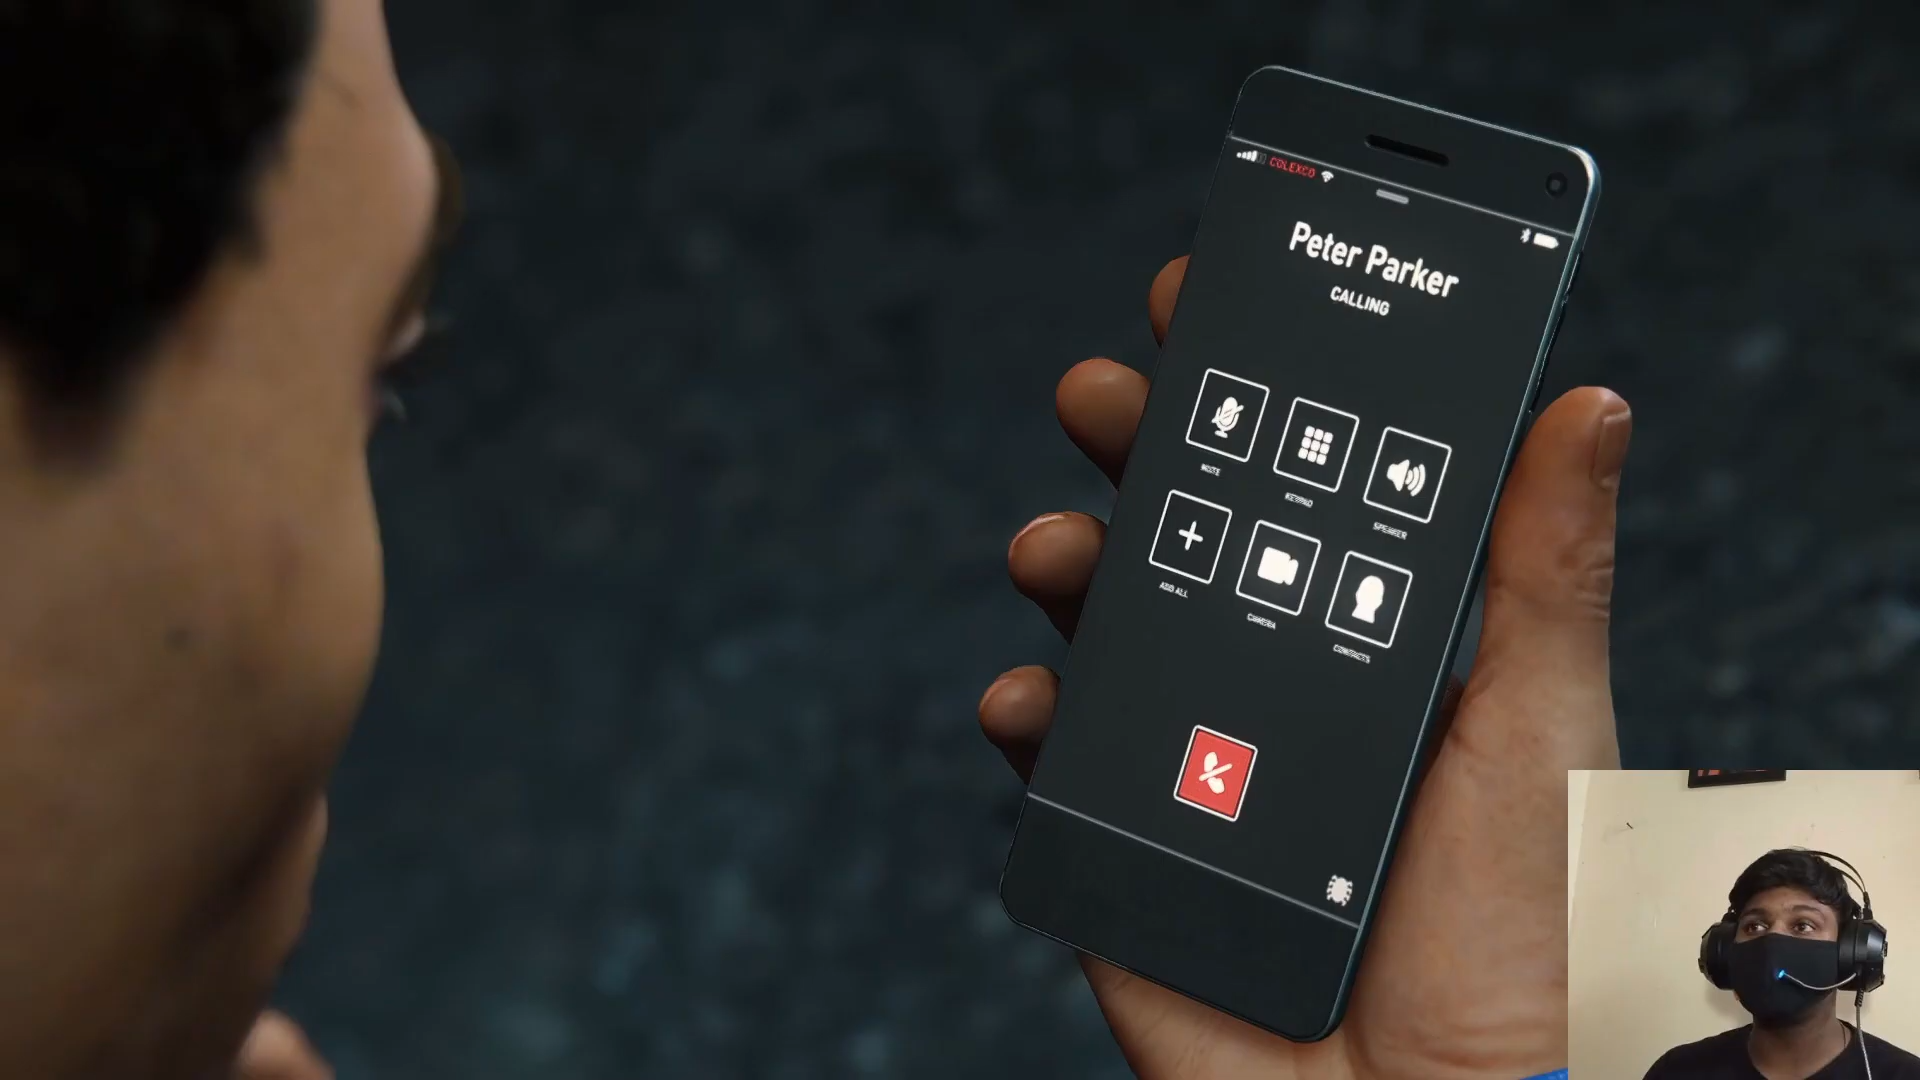 COLEXCO
Peter Parker
CALLING
MUTE
KEYPAD
SPEAKER
ADD ALL
CAMERA
CONTACTS